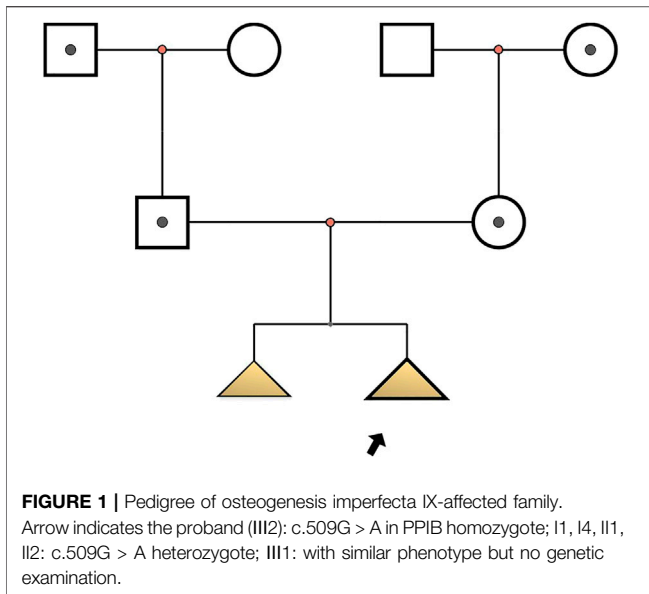 FIGURE 1 | Pedigree of osteogenesis imperfecta IX-affected family.
Arrow indicates the proband (III2): c.509G > A in PPIB homozygote; I1, I4, II1,
II2: c.509G > A heterozygote; III1: with similar phenotype but no genetic
examination.